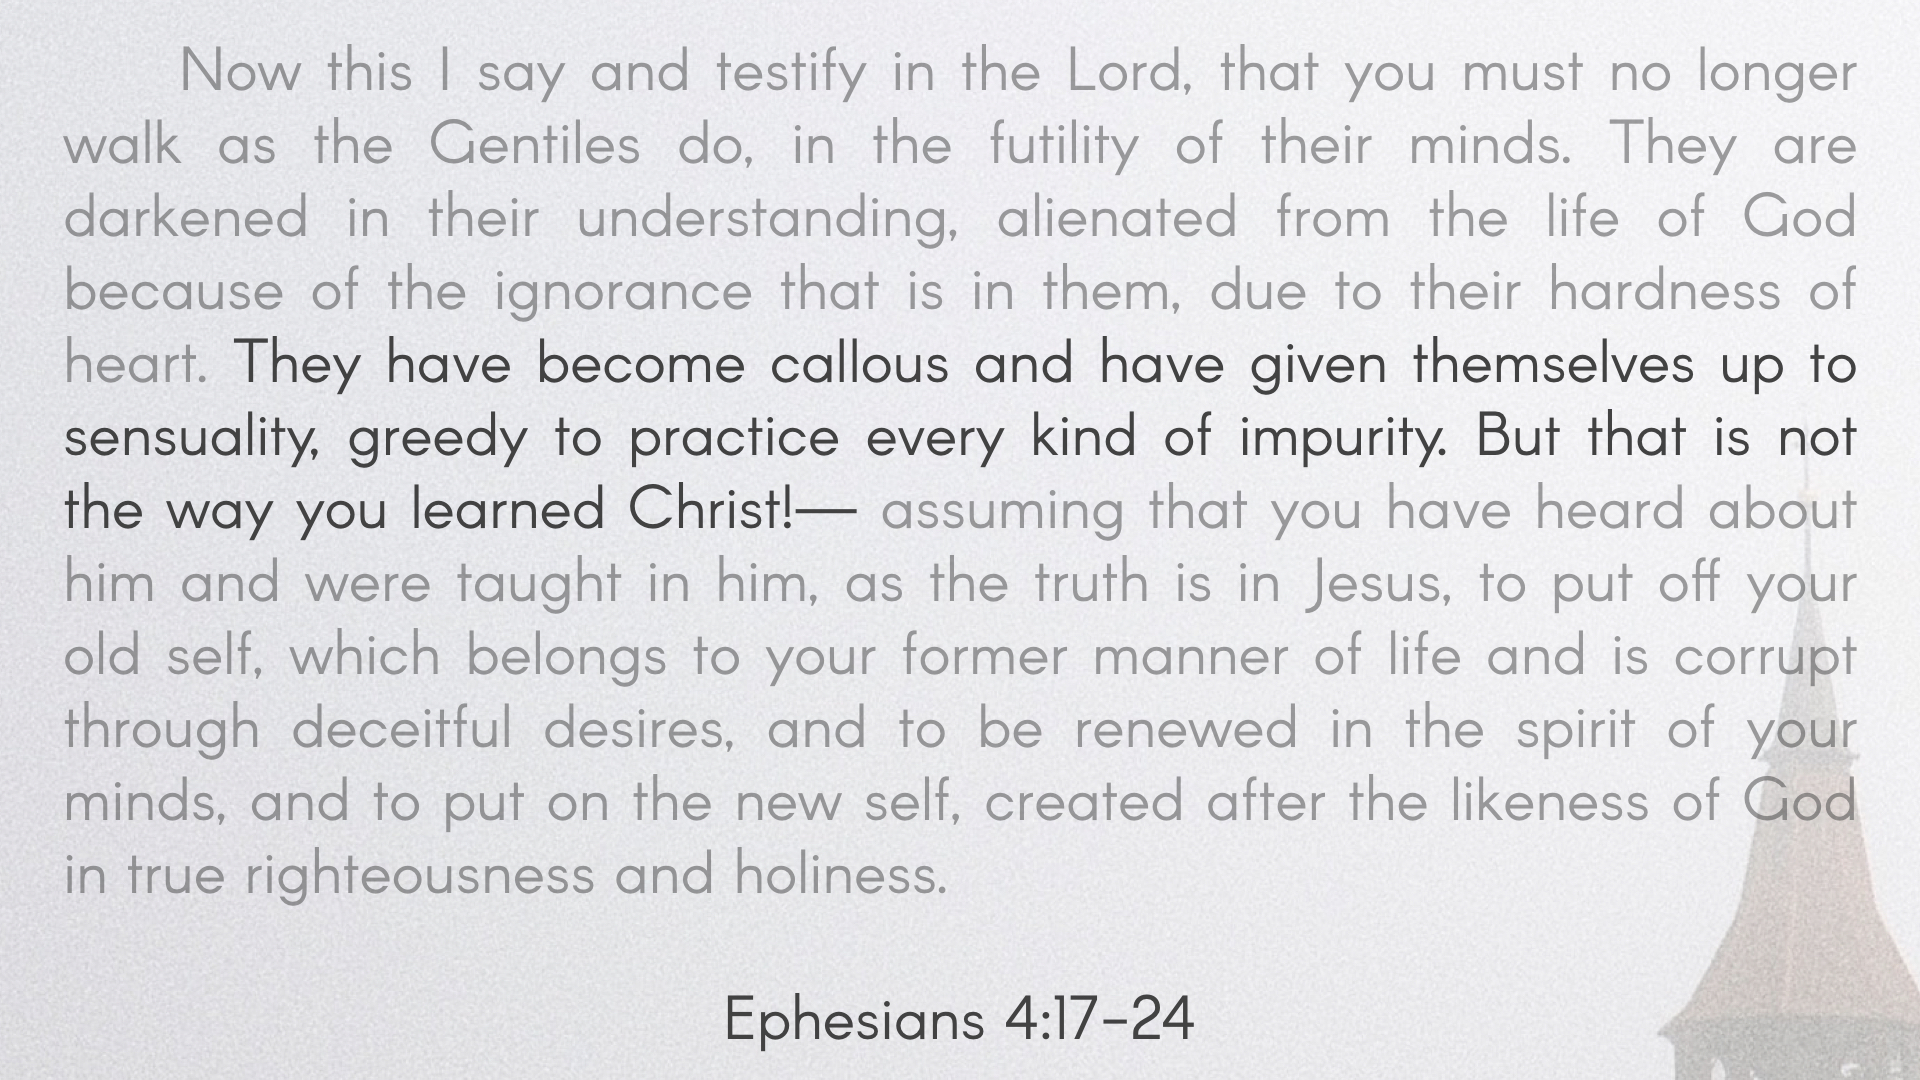 Now this I say and testify in the Lord, that you must no longer
walk as the Gentiles do, in the futility of their minds. They are
darkened in their understanding, alienated from the life of God
because of the ignorance that is in them, due to their hardness of
heart. They have become callous and have given themselves up to
sensuality, greedy to practice every kind of impurity. But that is not
the way you learned Christ!— assuming that you have heard about
him and were taught in him, as the truth is in Jesus, to put off your
old self, which belongs to your former manner of life and is corrupt
through deceitful desires, and to be renewed in the spirit of your
minds, and to put on the new self, created after the likeness of God
in true righteousness and holiness.
Ephesians 4:17–24